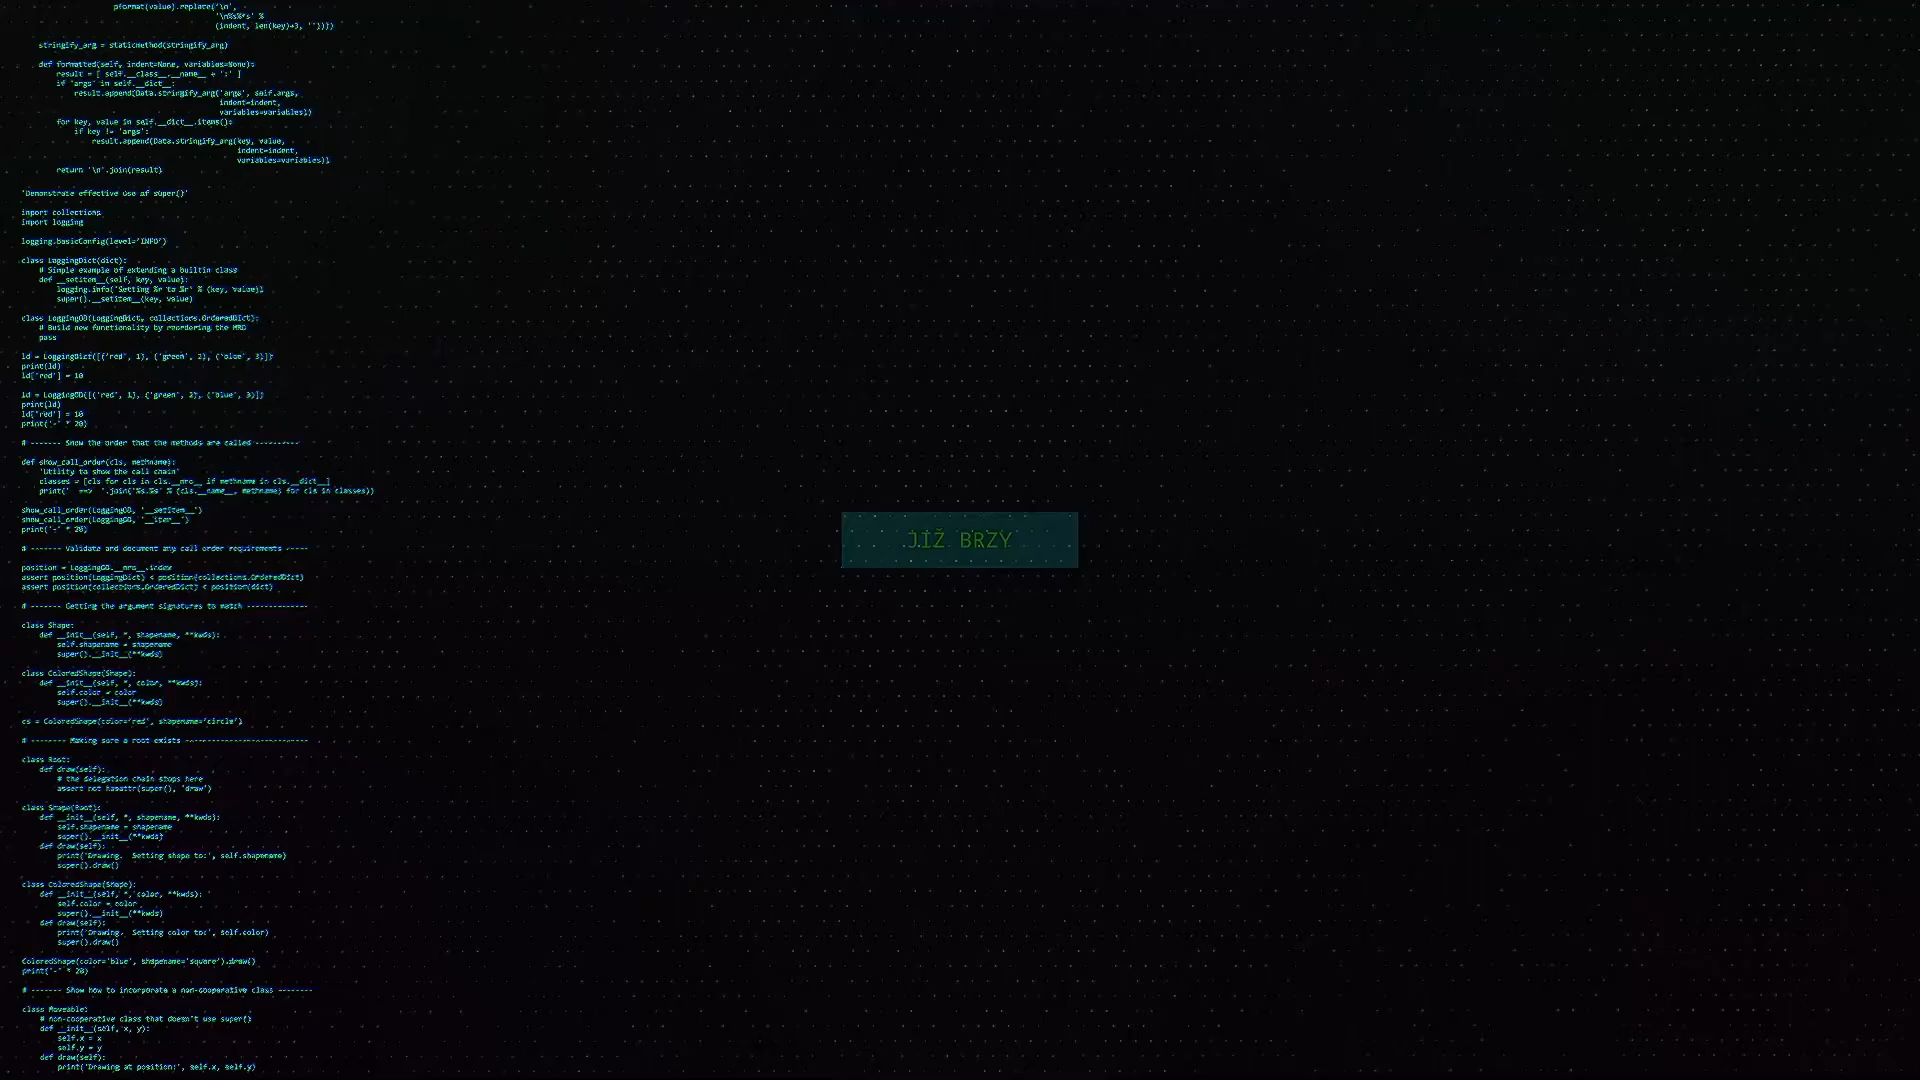 pformat(value).replace('\n',
'\n%s%*s' %
(indent, len(key)+3, ''))))
stringify_arg = staticmethod(stringify_arg)
def formatted(self, indent=None, variables=None):
result = [ self.__class__.__name__ + ':' ]
if 'args' in self.__dict__:
result.append(Data.stringify_arg('args', self.args,
indent=indent,
variables=variables))
for key, value in self.__dict__.items():
if key != 'args':
result.append(Data.stringify_arg(key, value,
indent=indent,
variables=variables))
return '\n'.join(result)
'Demonstrate effective use of super()'
import collections
import logging
logging.basicConfig(level='INFO')
class LoggingDict(dict):
# Simple example of extending a builtin class
def __setitem__(self, key, value):
logging.info('Setting %r to %r' % (key, value))
super().__setitem__(key, value)
class LoggingOD(LoggingDict, collections.OrderedDict):
# Build new functionality by reordering the MRO
pass
ld = LoggingDict([('red', 1), ('green', 2), ('blue', 3)])
print(ld)
ld['red'] = 10
ld = LoggingOD([('red', 1), ('green', 2), ('blue', 3)])
print(ld)
ld['red'] = 10
print('-' * 20)
# ------- Show the order that the methods are called ----------
def show_call_order(cls, methname):
'Utility to show the call chain'
classes = [cls for cls in cls.__mro__ if methname in cls.__dict__]
print('  ==>  '.join('%s.%s' % (cls.__name__, methname) for cls in classes))
show_call_order(LoggingOD, '__setitem__')
show_call_order(LoggingOD, '__iter__')
print('-' * 20)
# ------- Validate and document any call order requirements -----
position = LoggingOD.__mro__.index
assert position(LoggingDict) < position(collections.OrderedDict)
assert position(collections.OrderedDict) < position(dict)
# ------- Getting the argument signatures to match --------------
class Shape:
def __init__(self, *, shapename, **kwds):
self.shapename = shapename
super().__init__(**kwds)
class ColoredShape(Shape):
def __init__(self, *, color, **kwds):
self.color = color
super().__init__(**kwds)
cs = ColoredShape(color='red', shapename='circle')
# -------- Making sure a root exists ----------------------------
class Root:
def draw(self):
# the delegation chain stops here
assert not hasattr(super(), 'draw')
class Shape(Root):
def __init__(self, *, shapename, **kwds):
self.shapename = shapename
super().__init__(**kwds)
def draw(self):
print('Drawing.  Setting shape to:', self.shapename)
super().draw()
class ColoredShape(Shape):
def __init__(self, *, color, **kwds):
self.color = color
super().__init__(**kwds)
def draw(self):
print('Drawing.  Setting color to:', self.color)
super().draw()
ColoredShape(color='blue', shapename='square').draw()
print('-' * 20)
# ------- Show how to incorporate a non-cooperative class --------
class Moveable:
# non-cooperative class that doesn't use super()
def __init__(self, x, y):
self.x = x
self.y = y
def draw(self):
print('Drawing at position:', self.x, self.y)
JIŽ BRZY